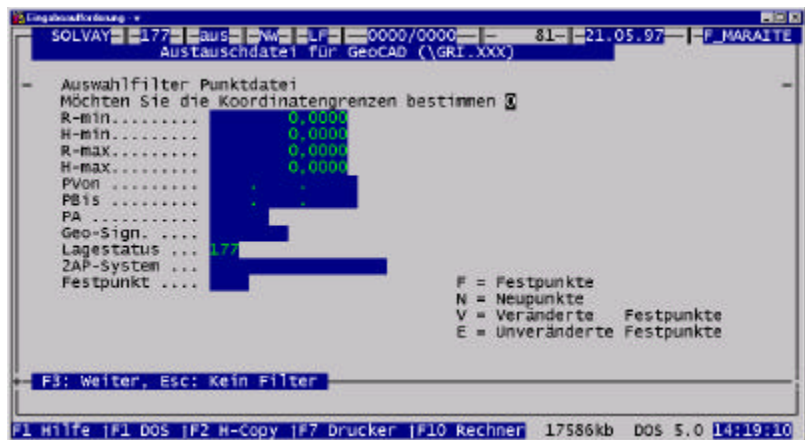 Eingabeaufforderung
SOLVAY 177 aus NW LF 0000/0000 - 81 21.05.97 F_MARAITE
Austauschdatei für GeoCAD (\GRI.XXX)
Auswahlfilter Punktdatei
Möchten Sie die Koordinatengrenzen bestimmen 0
R-min......... 0,0000
H-min......... 0,0000
R-max......... 0,0000
H-max......... 0,0000
PVon .......... . .
PBis .......... . .
PA ...........
Geo-Sign. ....
Lagestatus ... 177
2AP-System ...
Festpunkt ....
F = Festpunkte
N = Neupunkte
V = Veränderte Festpunkte
E = Unveränderte Festpunkte
F3: Weiter, Esc: Kein Filter
F1 Hilfe |F1 DOS |F2 H-Copy |F7 Drucker |F10 Rechner 17586kb DOS 5.0 14:19:10